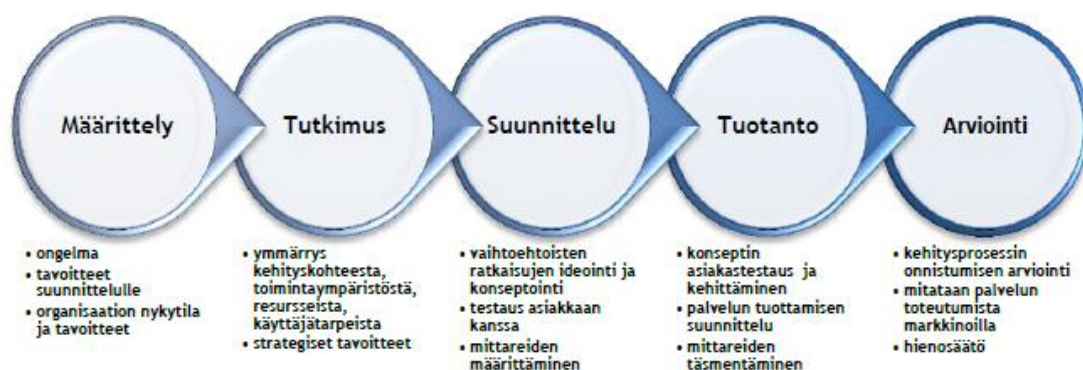 Määrittely
Tutkimus
Suunnittelu
Tuotanto
Arviointi
• ongelma
• tavoitteet
suunnittelulle
• organisaation nykytila
ja tavoitteet
• ymmärrys
kehityskohteesta,
toimintaympäristöstä,
resursseista,
käyttäjätarpeista
• strategiset tavoitteet
• vaihtoehtoisten
ratkaisujen ideointi ja
konseptointi
• testaus asiakkaan
kanssa
• mittareiden
määrittäminen
• konseptin
asiakastestaus ja
kehittäminen
• palvelun tuottamisen
suunnittelu
• mittareiden
täsmentäminen
• kehitysprosessin
onnistumisen arviointi
• mitataan palvelun
toteutumista
markkinoilla
• hienosäätö